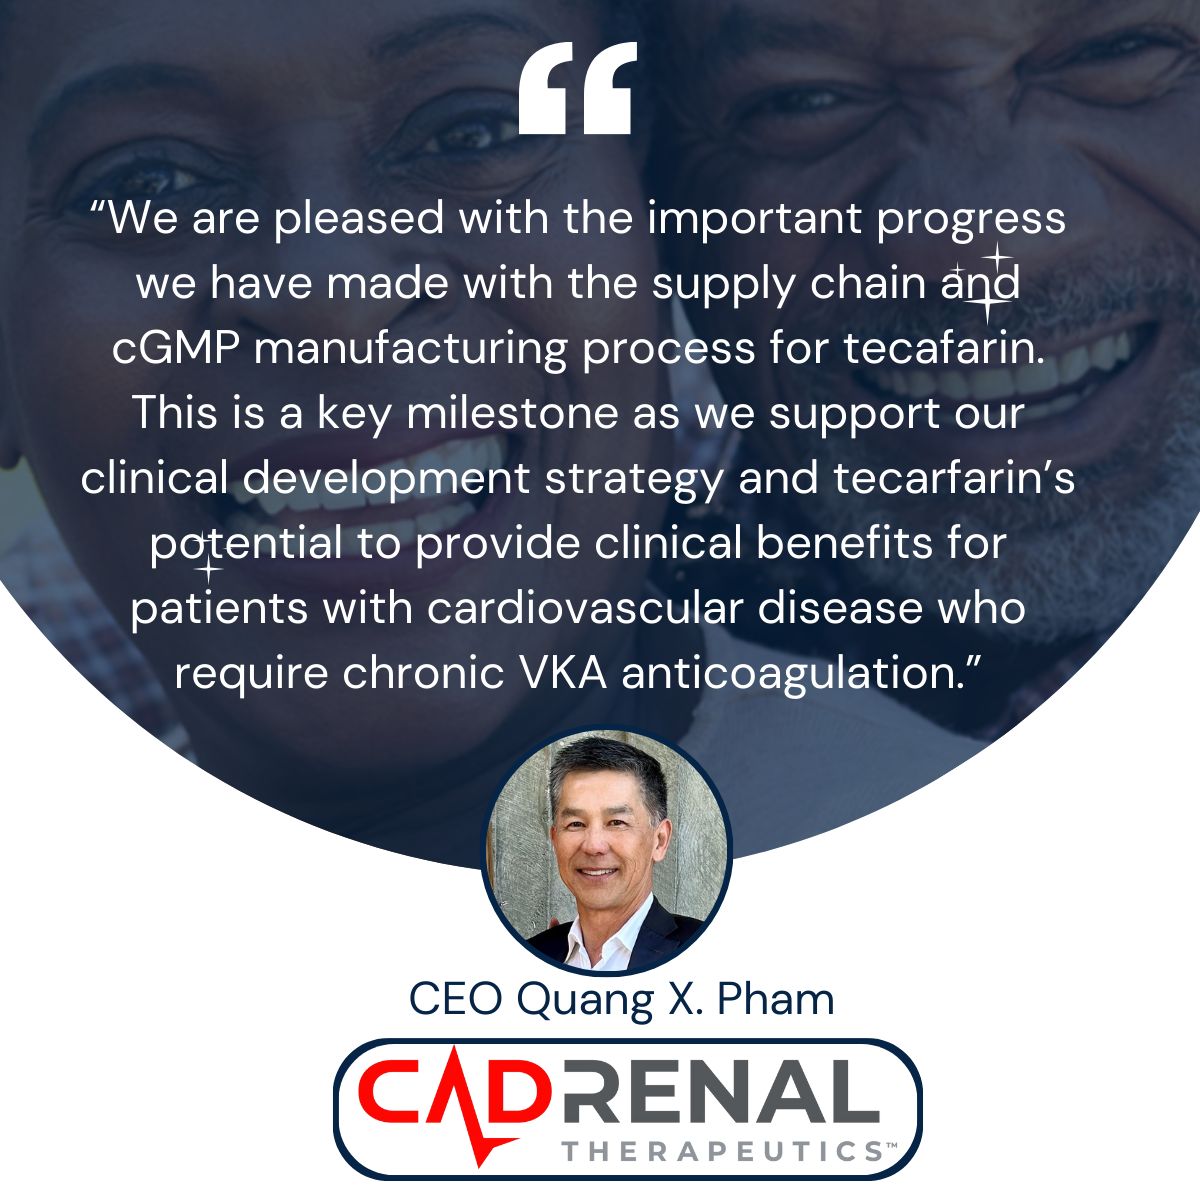 “
“We are pleased with the important progress
we have made with the supply chain and
cGMP manufacturing process for tecafarin.
This is a key milestone as we support our
clinical development strategy and tecarfarin’s
potential to provide clinical benefits for
patients with cardiovascular disease who
require chronic VKA anticoagulation.”
CEO Quang X. Pham
CADRENAL
THERAPEUTICS™